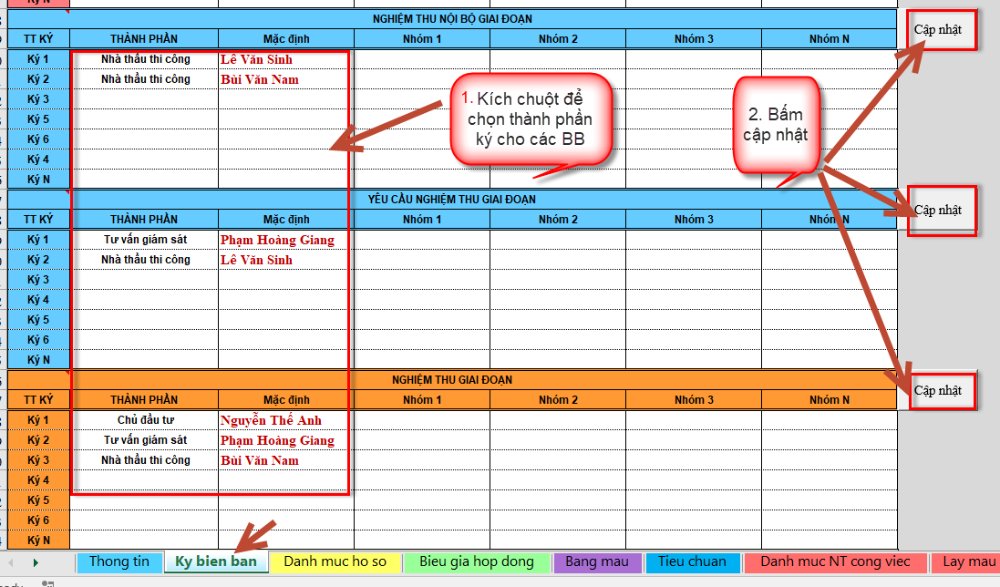 Ký N
NGHIỆM THU NỘI BỘ GIAI ĐOẠN
TT KÝ THÀNH PHẦN Mặc định Nhóm 1 Nhóm 2 Nhóm 3 Nhóm N
Cập nhật
Ký 1 Nhà thầu thi công Lê Văn Sinh
Ký 2 Nhà thầu thi công Bùi Văn Nam
Ký 3
Ký 5
Ký 6
Ký 4
Ký N
1. Kích chuột để
chọn thành phần
ký cho các BB
2. Bấm
cập nhật
YÊU CẦU NGHIỆM THU GIAI ĐOẠN
TT KÝ THÀNH PHẦN Mặc định Nhóm 1 Nhóm 2 Nhóm 3 Nhóm N
Cập nhật
Ký 1 Tư vấn giám sát Phạm Hoàng Giang
Ký 2 Nhà thầu thi công Lê Văn Sinh
Ký 3
Ký 4
Ký 5
Ký 6
Ký N
NGHIỆM THU GIAI ĐOẠN
TT KÝ THÀNH PHẦN Mặc định Nhóm 1 Nhóm 2 Nhóm 3 Nhóm N
Cập nhật
Ký 1 Chủ đầu tư Nguyễn Thế Anh
Ký 2 Tư vấn giám sát Phạm Hoàng Giang
Ký 3 Nhà thầu thi công Bùi Văn Nam
Ký 4
Ký 5
Ký 6
Ký N
Thong tin Ky bien ban Danh muc ho so Bieu gia hop dong Bang mau Tieu chuan Danh muc NT cong viec Lay mau